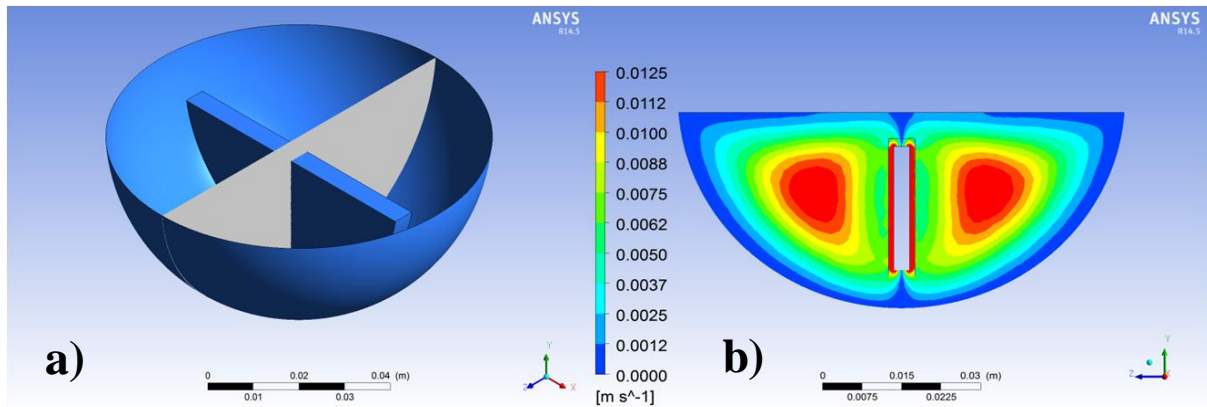 ANSYS
R14.5
a)
0 0.02 0.04 (m)
0.01 0.03
Y
Z X
0.0125
0.0112
0.0100
0.0088
0.0075
0.0062
0.0050
0.0037
0.0025
0.0012
0.0000
[m s^-1]
ANSYS
R14.5
b)
0 0.015 0.03 (m)
0.0075 0.0225
Y
Z X